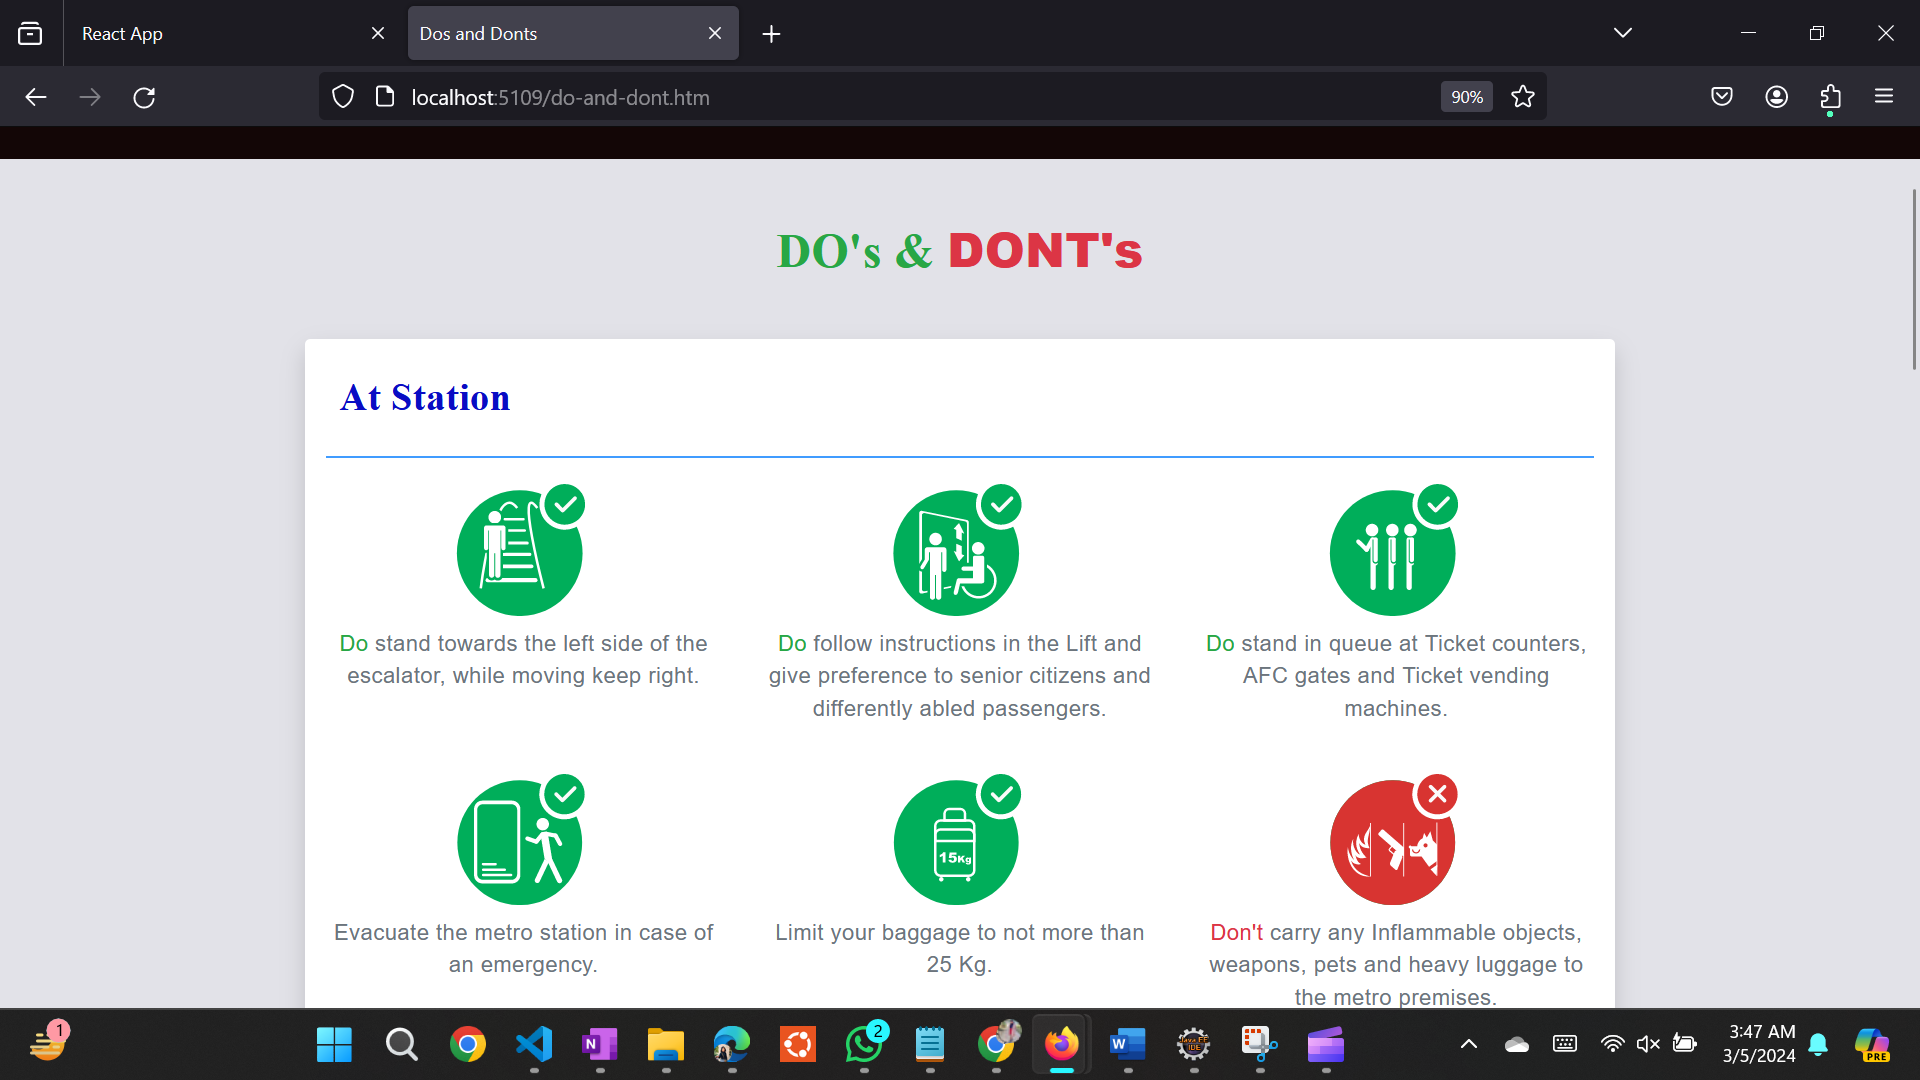 React App
Dos and Donts
localhost:5109/do-and-dont.htm
90%
DO's & DONT's
At Station
Do stand towards the left side of the
escalator, while moving keep right.
Do follow instructions in the Lift and
give preference to senior citizens and
differently abled passengers.
Do stand in queue at Ticket counters,
AFC gates and Ticket vending
machines.
15Kg
Evacuate the metro station in case of
an emergency.
Limit your baggage to not more than
25 Kg.
Don't carry any Inflammable objects,
weapons, pets and heavy luggage to
the metro premises.
1
N
2
W
Java EE
IDE
3:47 AM
3/5/2024
PRE